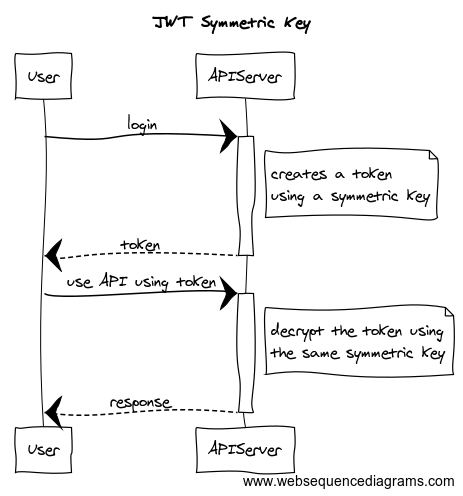 JWT Symmetric Key
User
APIServer
login
creates a token
using a symmetric key
token
use API using token
decrypt the token using
the same symmetric key
response
User
APIServer
www.websequencediagrams.com